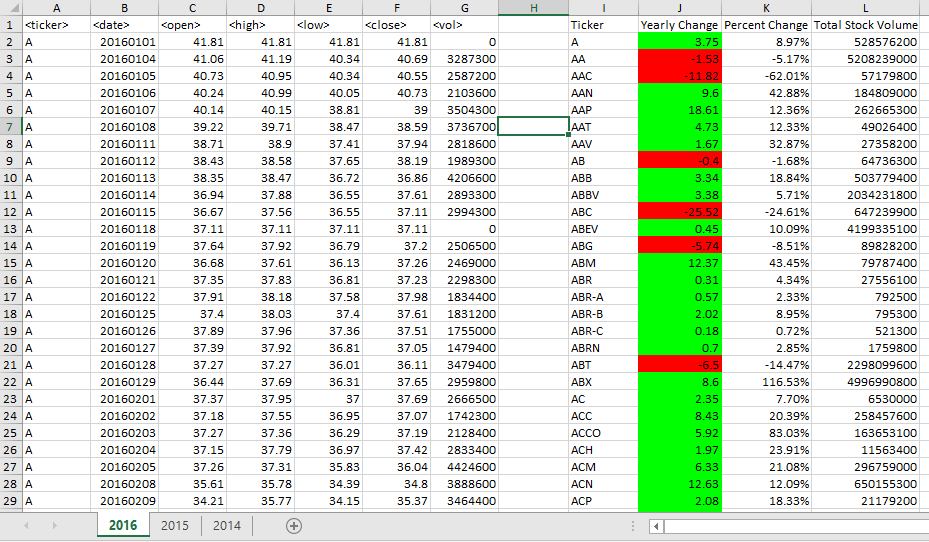 A B C D E F G H I J K L
1 <ticker> <date> <open> <high> <low> <close> <vol> Ticker Yearly Change Percent Change Total Stock Volume
2 A 20160101 41.81 41.81 41.81 41.81 0 A 3.75 8.97% 528576200
3 A 20160104 41.06 41.19 40.34 40.69 3287300 AA -1.53 -5.17% 5208239000
4 A 20160105 40.73 40.95 40.34 40.55 2587200 AAC -11.82 -62.01% 57179800
5 A 20160106 40.24 40.99 40.05 40.73 2103600 AAN 9.6 42.88% 184809000
6 A 20160107 40.14 40.15 38.81 39 3504300 AAP 18.61 12.36% 262665300
7 A 20160108 39.22 39.71 38.47 38.59 3736700 AAT 4.73 12.33% 49026400
8 A 20160111 38.71 38.9 37.41 37.94 2818600 AAV 1.67 32.87% 27358200
9 A 20160112 38.43 38.58 37.65 38.19 1989300 AB -0.4 -1.68% 64736300
10 A 20160113 38.35 38.47 36.72 36.86 4206600 ABB 3.34 18.84% 503779400
11 A 20160114 36.94 37.88 36.55 37.61 2893300 ABBV 3.38 5.71% 2034231800
12 A 20160115 36.67 37.56 36.55 37.11 2994300 ABC -25.52 -24.61% 647239900
13 A 20160118 37.11 37.11 37.11 37.11 0 ABEV 0.45 10.09% 4199335100
14 A 20160119 37.64 37.92 36.79 37.2 2506500 ABG -5.74 -8.51% 89828200
15 A 20160120 36.68 37.61 36.13 37.26 2469000 ABM 12.37 43.45% 79787400
16 A 20160121 37.35 37.83 36.81 37.23 2298300 ABR 0.31 4.34% 27556100
17 A 20160122 37.91 38.18 37.58 37.98 1834400 ABR-A 0.57 2.33% 792500
18 A 20160125 37.4 38.03 37.4 37.61 1831200 ABR-B 2.02 8.95% 795300
19 A 20160126 37.89 37.96 37.36 37.51 1755000 ABR-C 0.18 0.72% 521300
20 A 20160127 37.39 37.92 36.81 37.05 1479400 ABRN 0.7 2.85% 1759800
21 A 20160128 37.27 37.27 36.01 36.11 3479400 ABT -6.5 -14.47% 2298099600
22 A 20160129 36.44 37.69 36.31 37.65 2959800 ABX 8.6 116.53% 4996990800
23 A 20160201 37.37 37.95 37 37.69 2666500 AC 2.35 7.70% 6530000
24 A 20160202 37.18 37.55 36.95 37.07 1742300 ACC 8.43 20.39% 258457600
25 A 20160203 37.27 37.36 36.29 37.19 2128400 ACCO 5.92 83.03% 163653100
26 A 20160204 37.15 37.79 36.97 37.42 2833400 ACH 1.97 23.91% 11563400
27 A 20160205 37.26 37.31 35.83 36.04 4424600 ACM 6.33 21.08% 296759000
28 A 20160208 35.61 35.78 34.39 34.8 3888600 ACN 12.63 12.09% 650155300
29 A 20160209 34.21 35.77 34.15 35.37 3464400 ACP 2.08 18.33% 21179200
2016 2015 2014